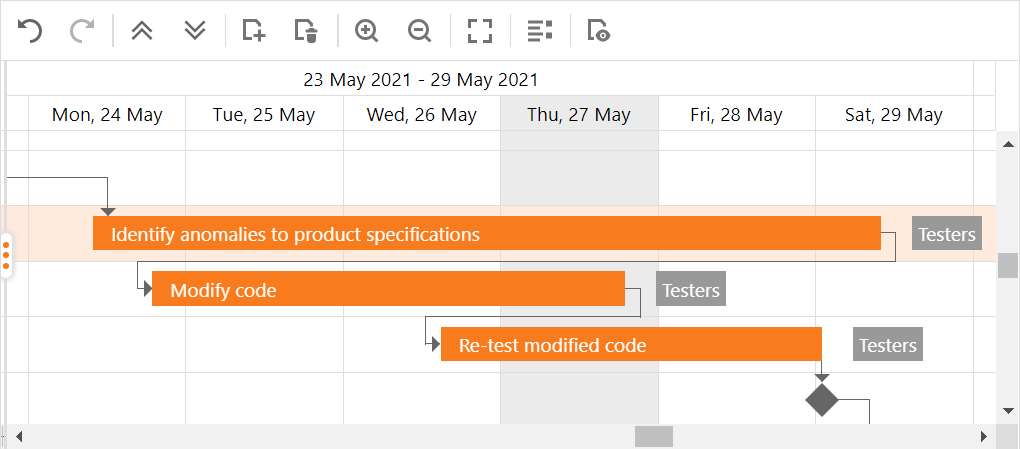 23 May 2021 - 29 May 2021
Mon, 24 May Tue, 25 May Wed, 26 May Thu, 27 May Fri, 28 May Sat, 29 May
Identify anomalies to product specifications Testers
Modify code Testers
Re-test modified code Testers